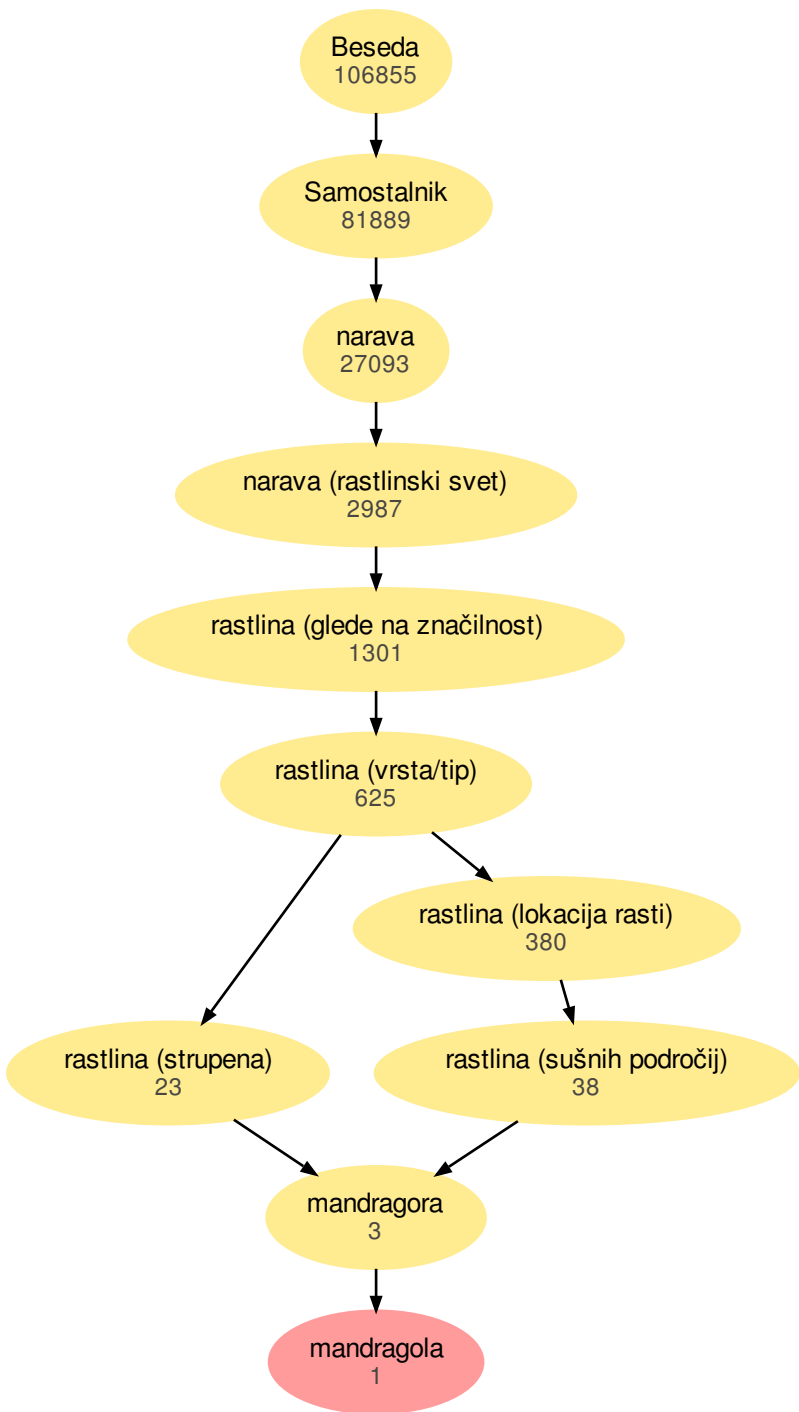 Beseda
106855
Samostalnik
81889
narava
27093
narava (rastlinski svet)
2987
rastlina (glede na značilnost)
1301
rastlina (vrsta/tip)
625
rastlina (lokacija rasti)
380
rastlina (strupena)
23
rastlina (sušnih področij)
38
mandragora
3
mandragola
1